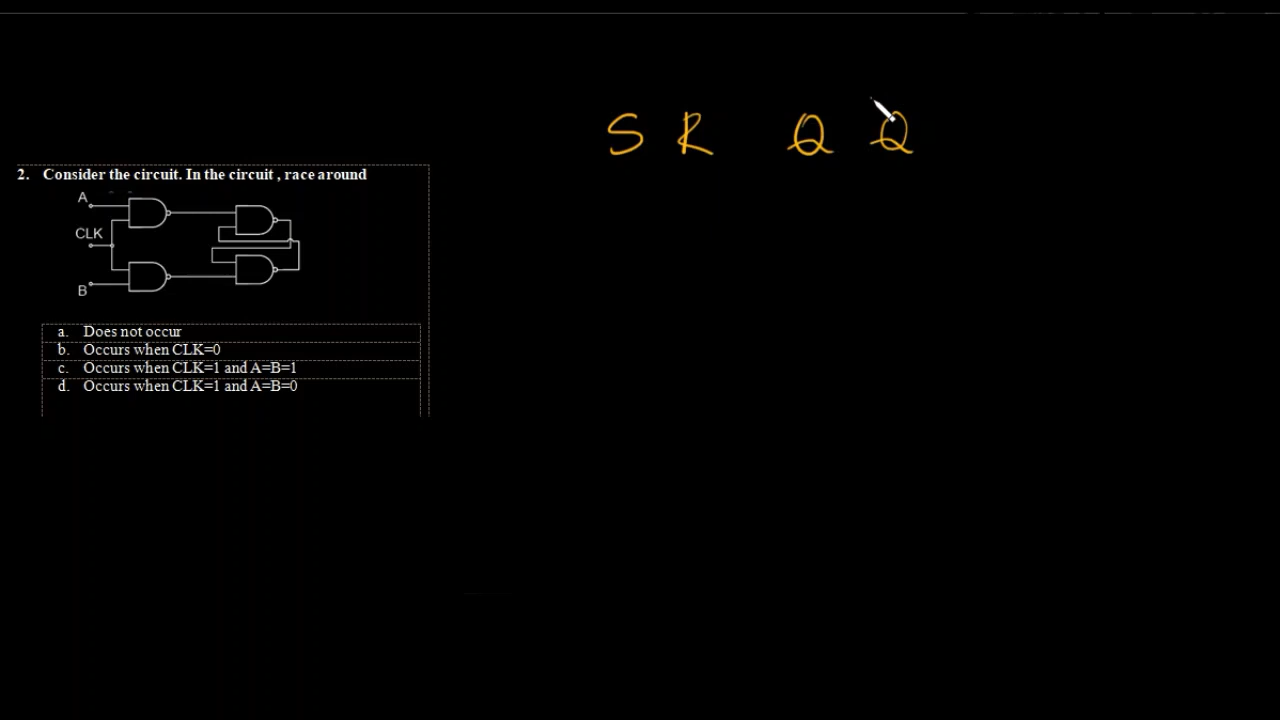 S R Q Q
2. Consider the circuit. In the circuit , race around
A
CLK
B
a. Does not occur
b. Occurs when CLK=0
c. Occurs when CLK=1 and A=B=1
d. Occurs when CLK=1 and A=B=0